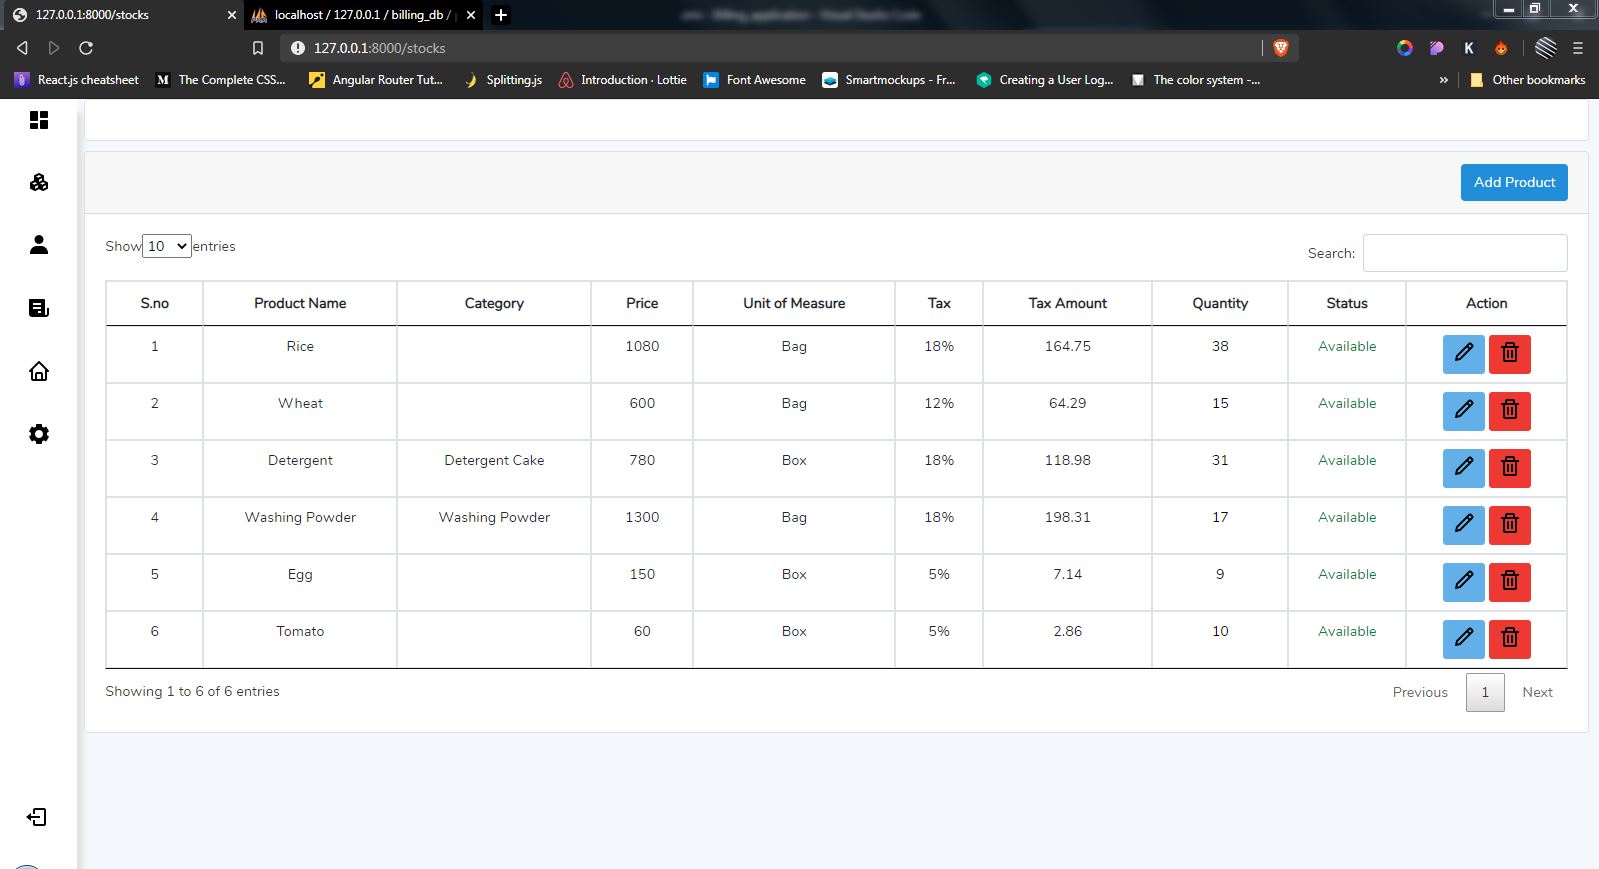 127.0.0.1:8000/stocks
localhost / 127.0.0.1 / billing_db /
127.0.0.1:8000/stocks
React.js cheatsheet
M The Complete CSS...
Angular Router Tut...
Splitting.js
Introduction · Lottie
Font Awesome
Smartmockups - Fr...
Creating a User Log...
The color system -...
» Other bookmarks
Add Product
Show 10 entries
Search:
S.no Product Name Category Price Unit of Measure Tax Tax Amount Quantity Status Action
1 Rice 1080 Bag 18% 164.75 38 Available
2 Wheat 600 Bag 12% 64.29 15 Available
3 Detergent Detergent Cake 780 Box 18% 118.98 31 Available
4 Washing Powder Washing Powder 1300 Bag 18% 198.31 17 Available
5 Egg 150 Box 5% 7.14 9 Available
6 Tomato 60 Box 5% 2.86 10 Available
Showing 1 to 6 of 6 entries
Previous 1 Next